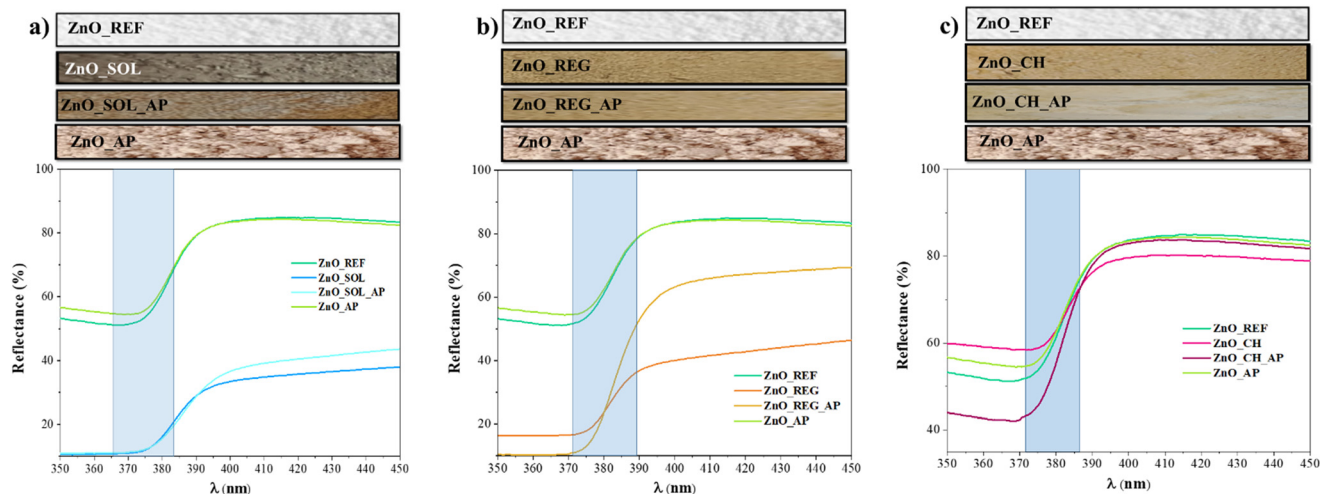 a)
ZnO_REF
ZnO_SOL
ZnO_SOL_AP
ZnO_AP
100
80
60
40
20
Reflectance (%)
ZnO_REF
ZnO_SOL
ZnO_SOL_AP
ZnO_AP
350 360 370 380 390 400 410 420 430 440 450
λ (nm)
b)
ZnO_REF
ZnO_REG
ZnO_REG_AP
ZnO_AP
100
80
60
40
20
Reflectance (%)
ZnO_REF
ZnO_REG
ZnO_REG_AP
ZnO_AP
350 360 370 380 390 400 410 420 430 440 450
λ (nm)
c)
ZnO_REF
ZnO_CH
ZnO_CH_AP
ZnO_AP
100
80
60
40
Reflectance (%)
ZnO_REF
ZnO_CH
ZnO_CH_AP
ZnO_AP
350 360 370 380 390 400 410 420 430 440 450
λ (nm)